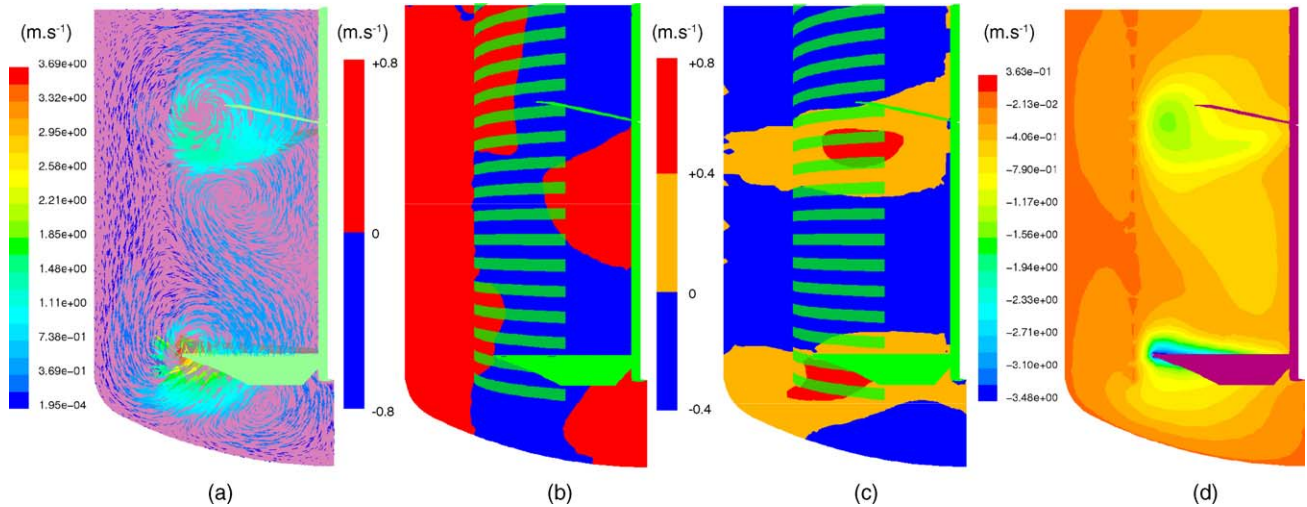 (m.s⁻¹)
3.69e+00
3.32e+00
2.95e+00
2.58e+00
2.21e+00
1.85e+00
1.48e+00
1.11e+00
7.38e-01
3.69e-01
1.95e-04
(a)
(m.s⁻¹)
+0.8
0
-0.8
(b)
(m.s⁻¹)
+0.8
+0.4
0
-0.4
(c)
(m.s⁻¹)
3.63e-01
-2.13e-02
-4.06e-01
-7.90e-01
-1.17e+00
-1.56e+00
-1.94e+00
-2.33e+00
-2.71e+00
-3.10e+00
-3.48e+00
(d)